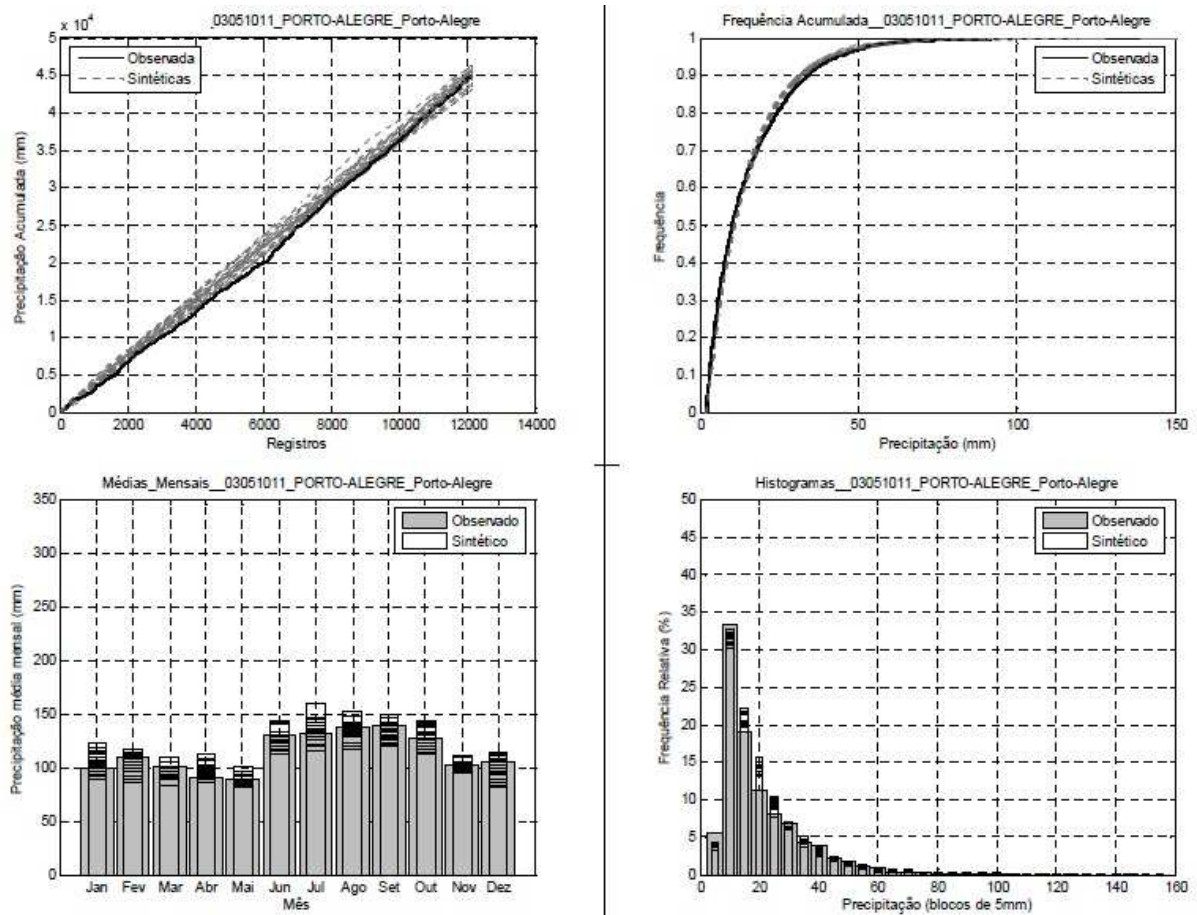 _03051011_PORTO-ALEGRE_Porto-Alegre
x 10⁴
5
4.5
4
3.5
3
2.5
2
1.5
1
0.5
0
Precipitação Acumulada (mm)
Observada
Sintéticas
0 2000 4000 6000 8000 10000 12000 14000
Registros
Frequência Acumulada__03051011_PORTO-ALEGRE_Porto-Alegre
1
0.9
0.8
0.7
0.6
0.5
0.4
0.3
0.2
0.1
0
Frequência
Observada
Sintéticas
0 50 100 150
Precipitação (mm)
Médias_Mensais__03051011_PORTO-ALEGRE_Porto-Alegre
350
300
250
200
150
100
50
0
Precipitação média mensal (mm)
Observado
Sintético
Jan Fev Mar Abr Mai Jun Jul Ago Set Out Nov Dez
Mês
Histogramas__03051011_PORTO-ALEGRE_Porto-Alegre
50
45
40
35
30
25
20
15
10
5
0
Frequência Relativa (%)
Observado
Sintético
0 20 40 60 80 100 120 140 160
Precipitação (blocos de 5mm)